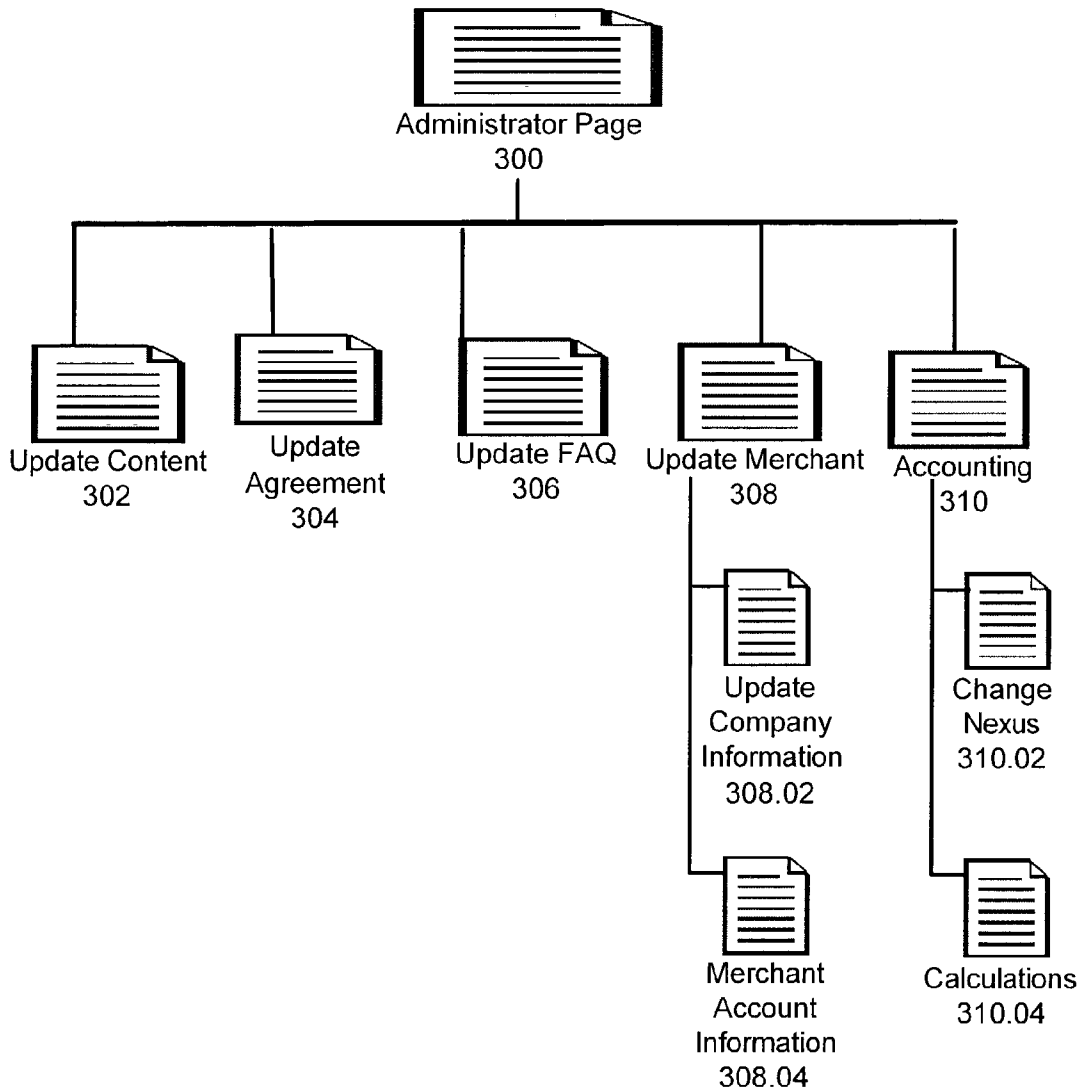 Administrator Page
300
Update Content
302
Update
Agreement
304
Update FAQ
306
Update Merchant
308
Accounting
310
Update
Company
Information
308.02
Change
Nexus
310.02
Merchant
Account
Information
308.04
Calculations
310.04